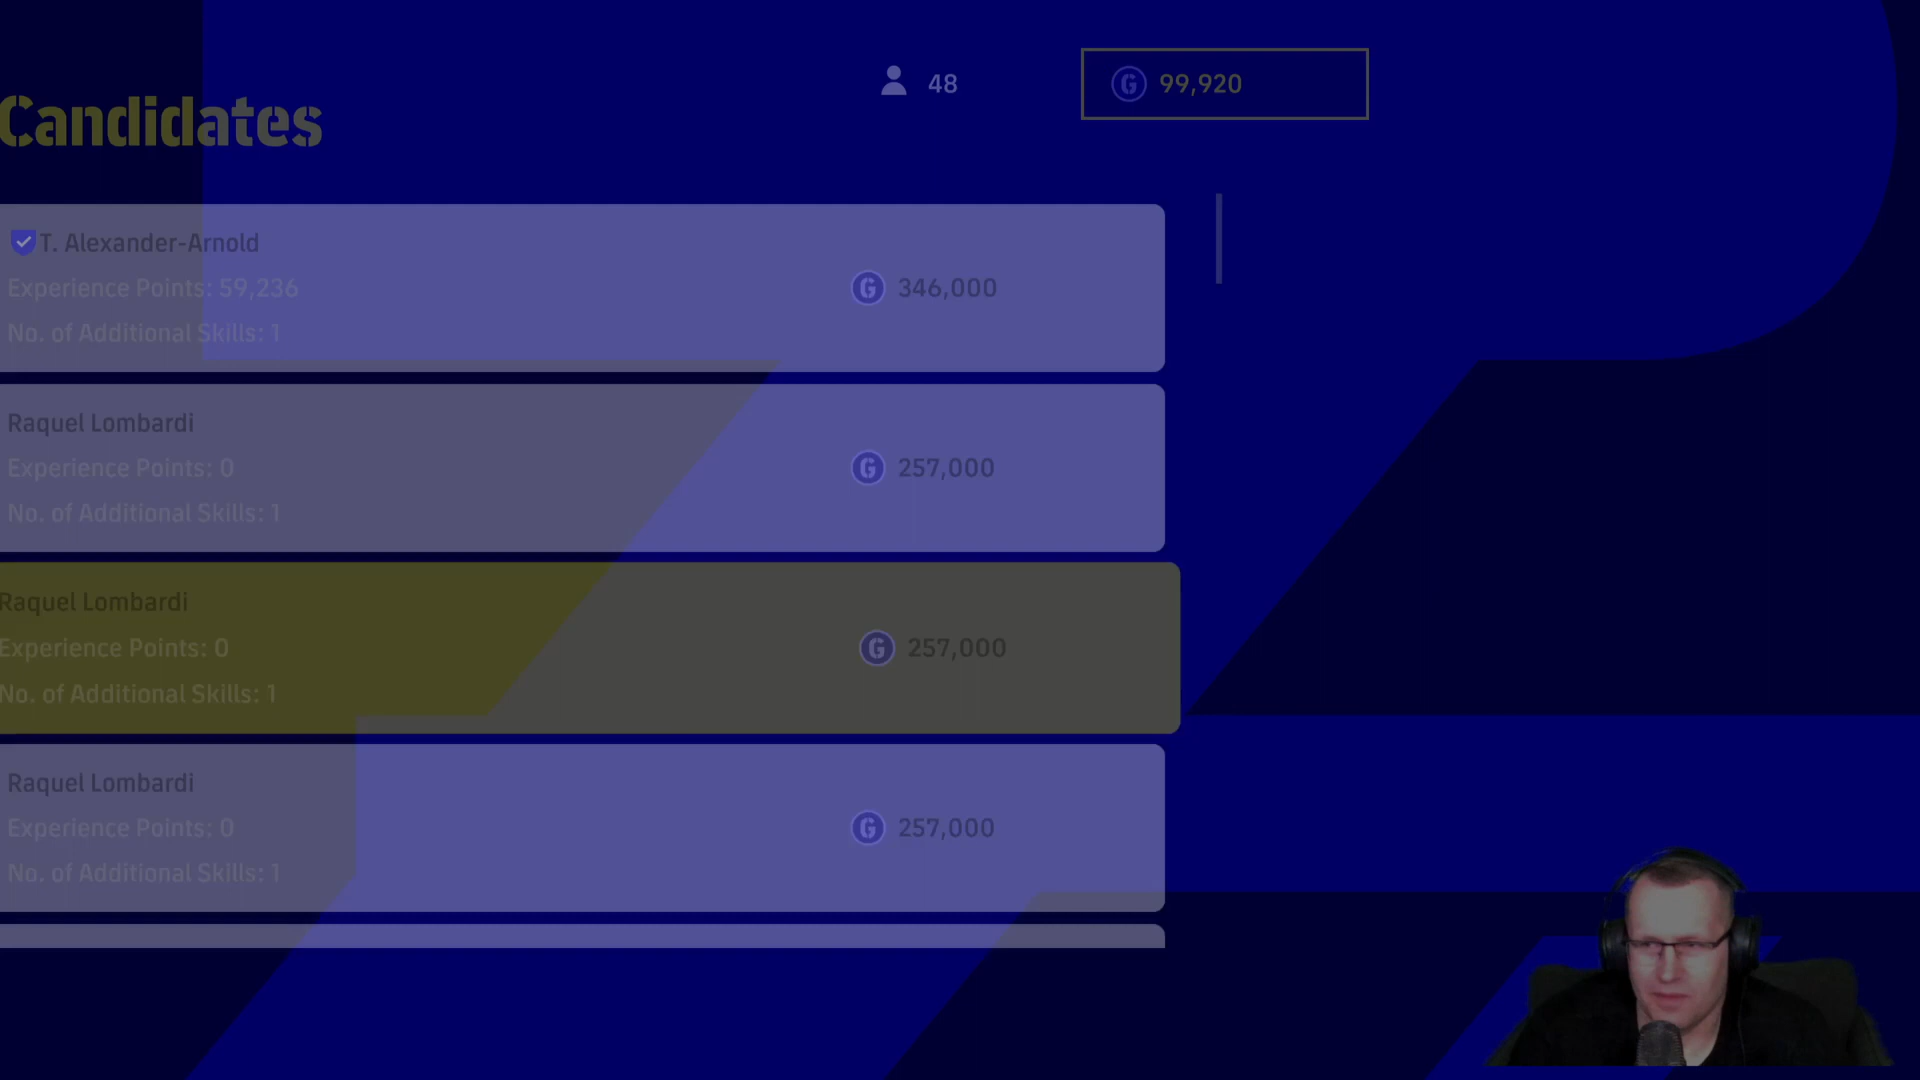 48
G 99,920
Candidates
T. Alexander-Arnold
Experience Points: 59,236
G 346,000
No. of Additional Skills: 1
Raquel Lombardi
Experience Points: 0
G 257,000
No. of Additional Skills: 1
Raquel Lombardi
Experience Points: 0
G 257,000
No. of Additional Skills: 1
Raquel Lombardi
Experience Points: 0
G 257,000
No. of Additional Skills: 1